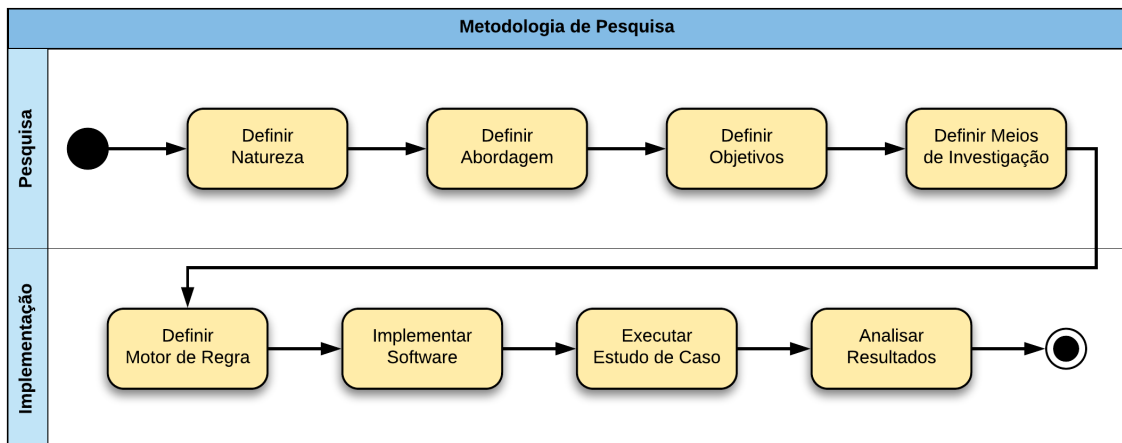 Metodologia de Pesquisa
Pesquisa
Definir
Natureza
Definir
Abordagem
Definir
Objetivos
Definir Meios
de Investigação
Implementação
Definir
Motor de Regra
Implementar
Software
Executar
Estudo de Caso
Analisar
Resultados